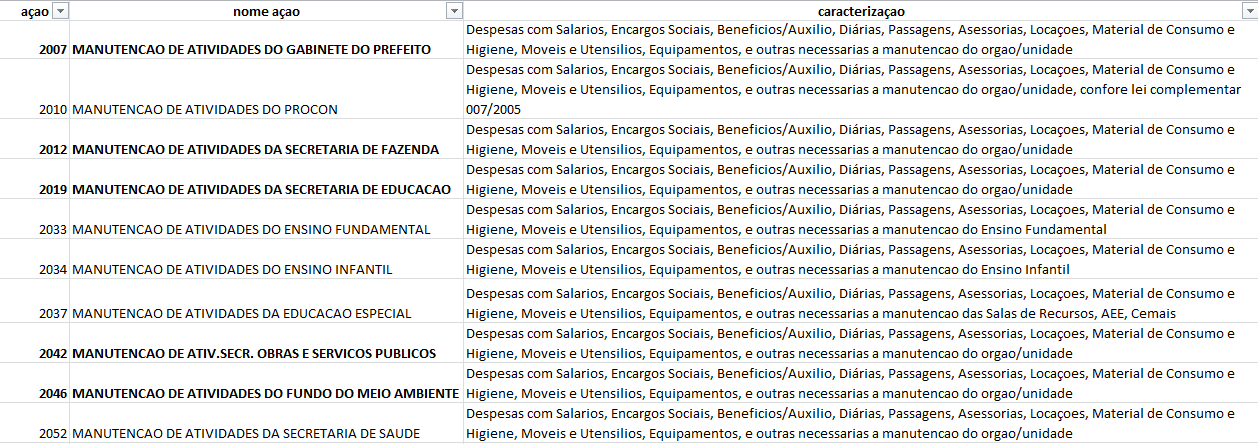 açao nome açao caracterizaçao
Despesas com Salarios, Encargos Sociais, Beneficios/Auxilio, Diárias, Passagens, Asessorias, Locaçoes, Material de Consumo e
2007 MANUTENCAO DE ATIVIDADES DO GABINETE DO PREFEITO Higiene, Moveis e Utensilios, Equipamentos, e outras necessarias a manutencao do orgao/unidade
Despesas com Salarios, Encargos Sociais, Beneficios/Auxilio, Diárias, Passagens, Asessorias, Locaçoes, Material de Consumo e
Higiene, Moveis e Utensilios, Equipamentos, e outras necessarias a manutencao do orgao/unidade, confore lei complementar
2010 MANUTENCAO DE ATIVIDADES DO PROCON 007/2005
Despesas com Salarios, Encargos Sociais, Beneficios/Auxilio, Diárias, Passagens, Asessorias, Locaçoes, Material de Consumo e
2012 MANUTENCAO DE ATIVIDADES DA SECRETARIA DE FAZENDA Higiene, Moveis e Utensilios, Equipamentos, e outras necessarias a manutencao do orgao/unidade
Despesas com Salarios, Encargos Sociais, Beneficios/Auxilio, Diárias, Passagens, Asessorias, Locaçoes, Material de Consumo e
2019 MANUTENCAO DE ATIVIDADES DA SECRETARIA DE EDUCACAO Higiene, Moveis e Utensilios, Equipamentos, e outras necessarias a manutencao do orgao/unidade
Despesas com Salarios, Encargos Sociais, Beneficios/Auxilio, Diárias, Passagens, Asessorias, Locaçoes, Material de Consumo e
2033 MANUTENCAO DE ATIVIDADES DO ENSINO FUNDAMENTAL Higiene, Moveis e Utensilios, Equipamentos, e outras necessarias a manutencao do Ensino Fundamental
Despesas com Salarios, Encargos Sociais, Beneficios/Auxilio, Diárias, Passagens, Asessorias, Locaçoes, Material de Consumo e
2034 MANUTENCAO DE ATIVIDADES DO ENSINO INFANTIL Higiene, Moveis e Utensilios, Equipamentos, e outras necessarias a manutencao do Ensino Infantil
Despesas com Salarios, Encargos Sociais, Beneficios/Auxilio, Diárias, Passagens, Asessorias, Locaçoes, Material de Consumo e
2037 MANUTENCAO DE ATIVIDADES DA EDUCACAO ESPECIAL Higiene, Moveis e Utensilios, Equipamentos, e outras necessarias a manutencao das Salas de Recursos, AEE, Cemais
Despesas com Salarios, Encargos Sociais, Beneficios/Auxilio, Diárias, Passagens, Asessorias, Locaçoes, Material de Consumo e
2042 MANUTENCAO DE ATIV.SECR. OBRAS E SERVICOS PUBLICOS Higiene, Moveis e Utensilios, Equipamentos, e outras necessarias a manutencao do orgao/unidade
Despesas com Salarios, Encargos Sociais, Beneficios/Auxilio, Diárias, Passagens, Asessorias, Locaçoes, Material de Consumo e
2046 MANUTENCAO DE ATIVIDADES DO FUNDO DO MEIO AMBIENTE Higiene, Moveis e Utensilios, Equipamentos, e outras necessarias a manutencao do orgao/unidade
Despesas com Salarios, Encargos Sociais, Beneficios/Auxilio, Diárias, Passagens, Asessorias, Locaçoes, Material de Consumo e
2052 MANUTENCAO DE ATIVIDADES DA SECRETARIA DE SAUDE Higiene, Moveis e Utensilios, Equipamentos, e outras necessarias a manutencao do orgao/unidade